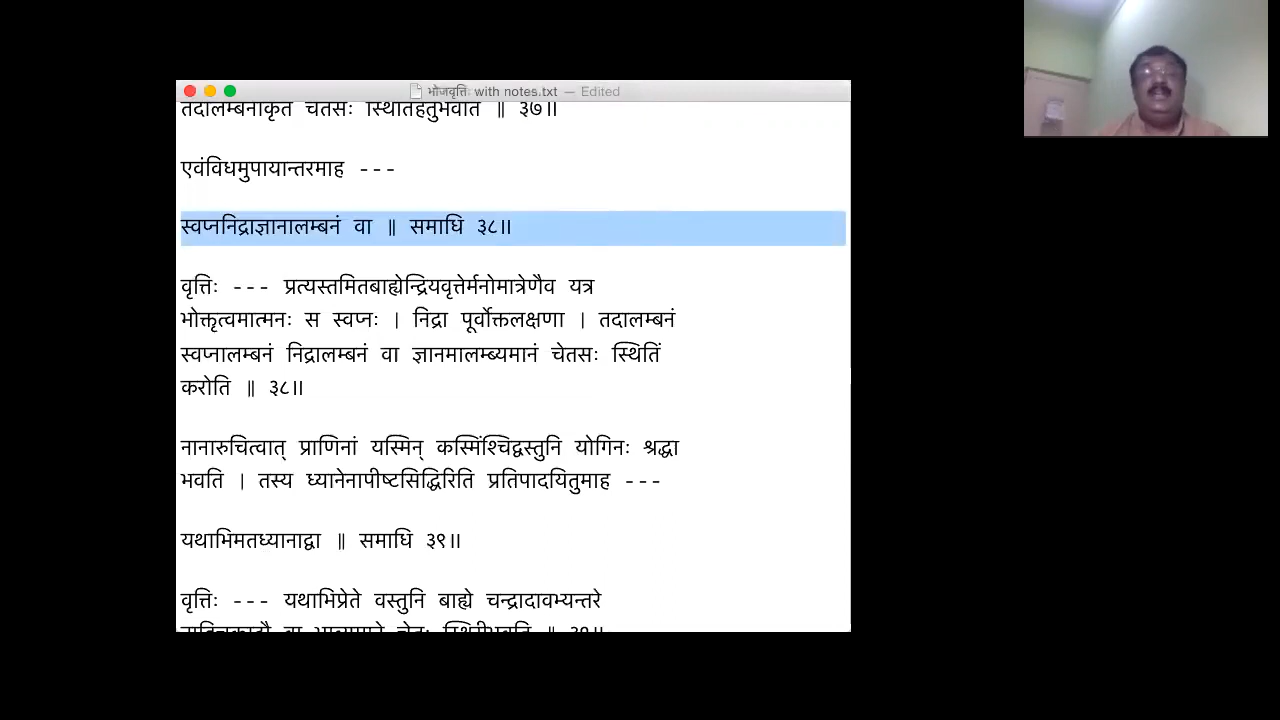 भोजवृत्ति with notes.txt — Edited
तदालम्बनीकृतं चेतसः स्थितिहेतुर्भवति ॥ ३७॥
एवंविधमुपायान्तरमाह ---
स्वप्ननिद्राज्ञानालम्बनं वा ॥ समाधि ३८॥
वृत्तिः --- प्रत्यस्तमितबाह्येन्द्रियवृत्तेर्मनोमात्रेणैव यत्र
भोक्तृत्वमात्मनः स स्वप्नः । निद्रा पूर्वोक्तलक्षणा । तदालम्बनं
स्वप्नालम्बनं निद्रालम्बनं वा ज्ञानमालम्ब्यमानं चेतसः स्थितिं
करोति ॥ ३८॥
नानारुचित्वात् प्राणिनां यस्मिन् कस्मिंश्चिद्वस्तुनि योगिनः श्रद्धा
भवति । तस्य ध्यानेनापीष्टसिद्धिरिति प्रतिपादयितुमाह ---
यथाभिमतध्यानाद्वा ॥ समाधि ३९॥
वृत्तिः --- यथाभिप्रेते वस्तुनि बाह्ये चन्द्रादावभ्यन्तरे